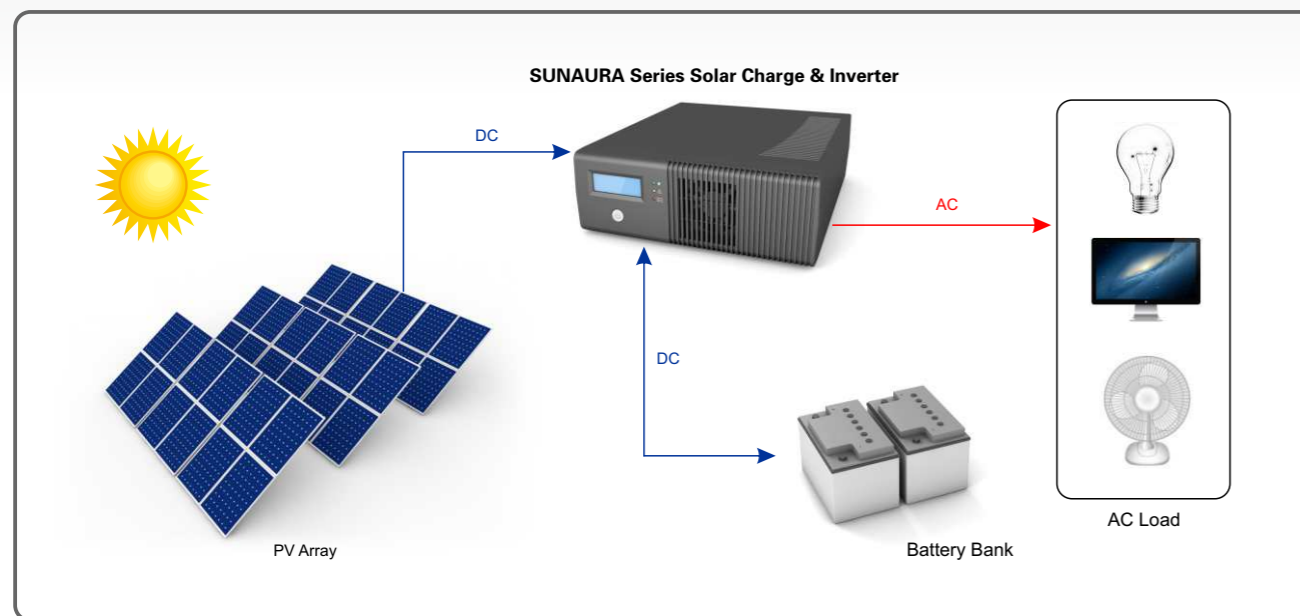 SUNAURA Series Solar Charge & Inverter
DC
AC
DC
PV Array
Battery Bank
AC Load